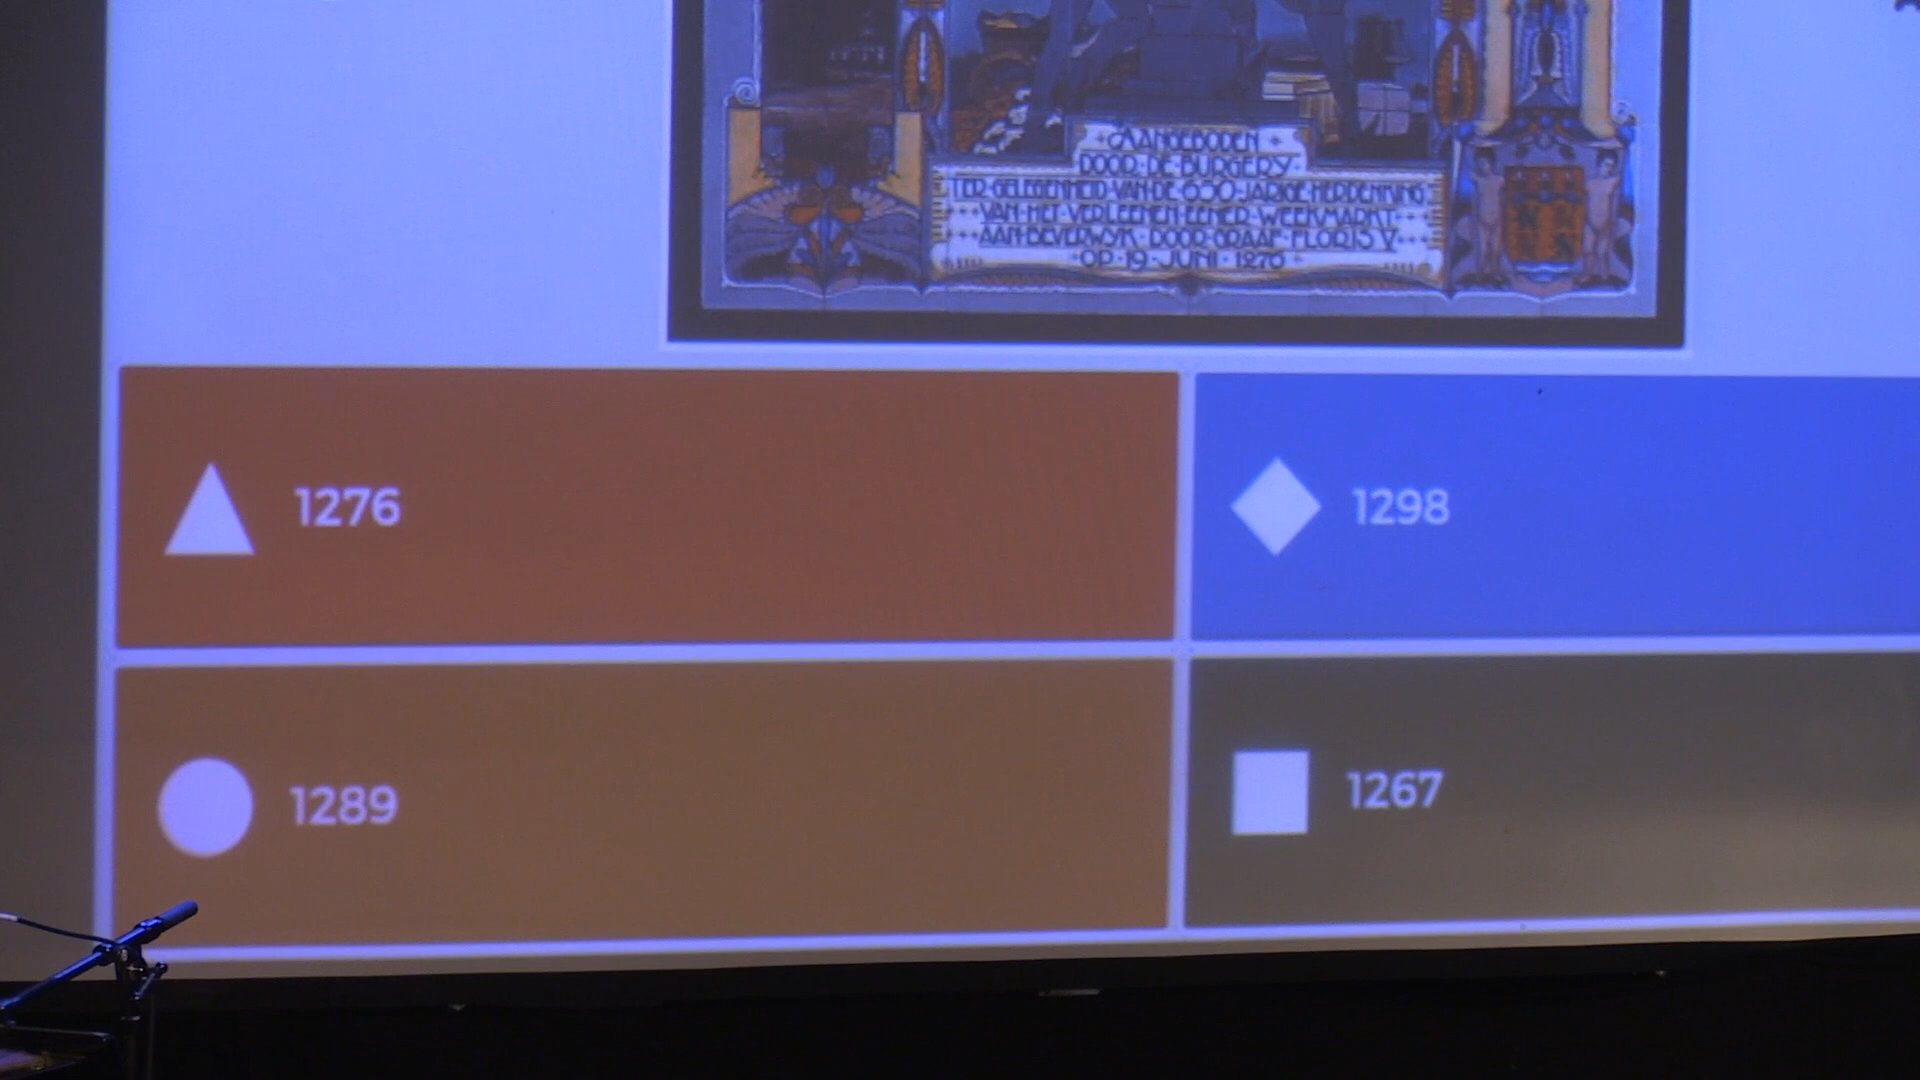 AANGEBODEN
DOOR·DE·BURGERY·
TER·GELEGENHEID·VAN·DE·650·JARIGE·HERDENKING
VAN·HET·VERLEENEN·EENER·WEEKMARKT
AAN·BEVERWYK·DOOR·GRAAF·FLORIS V
OP·19·JUNI·1276
1276
1298
1289
1267